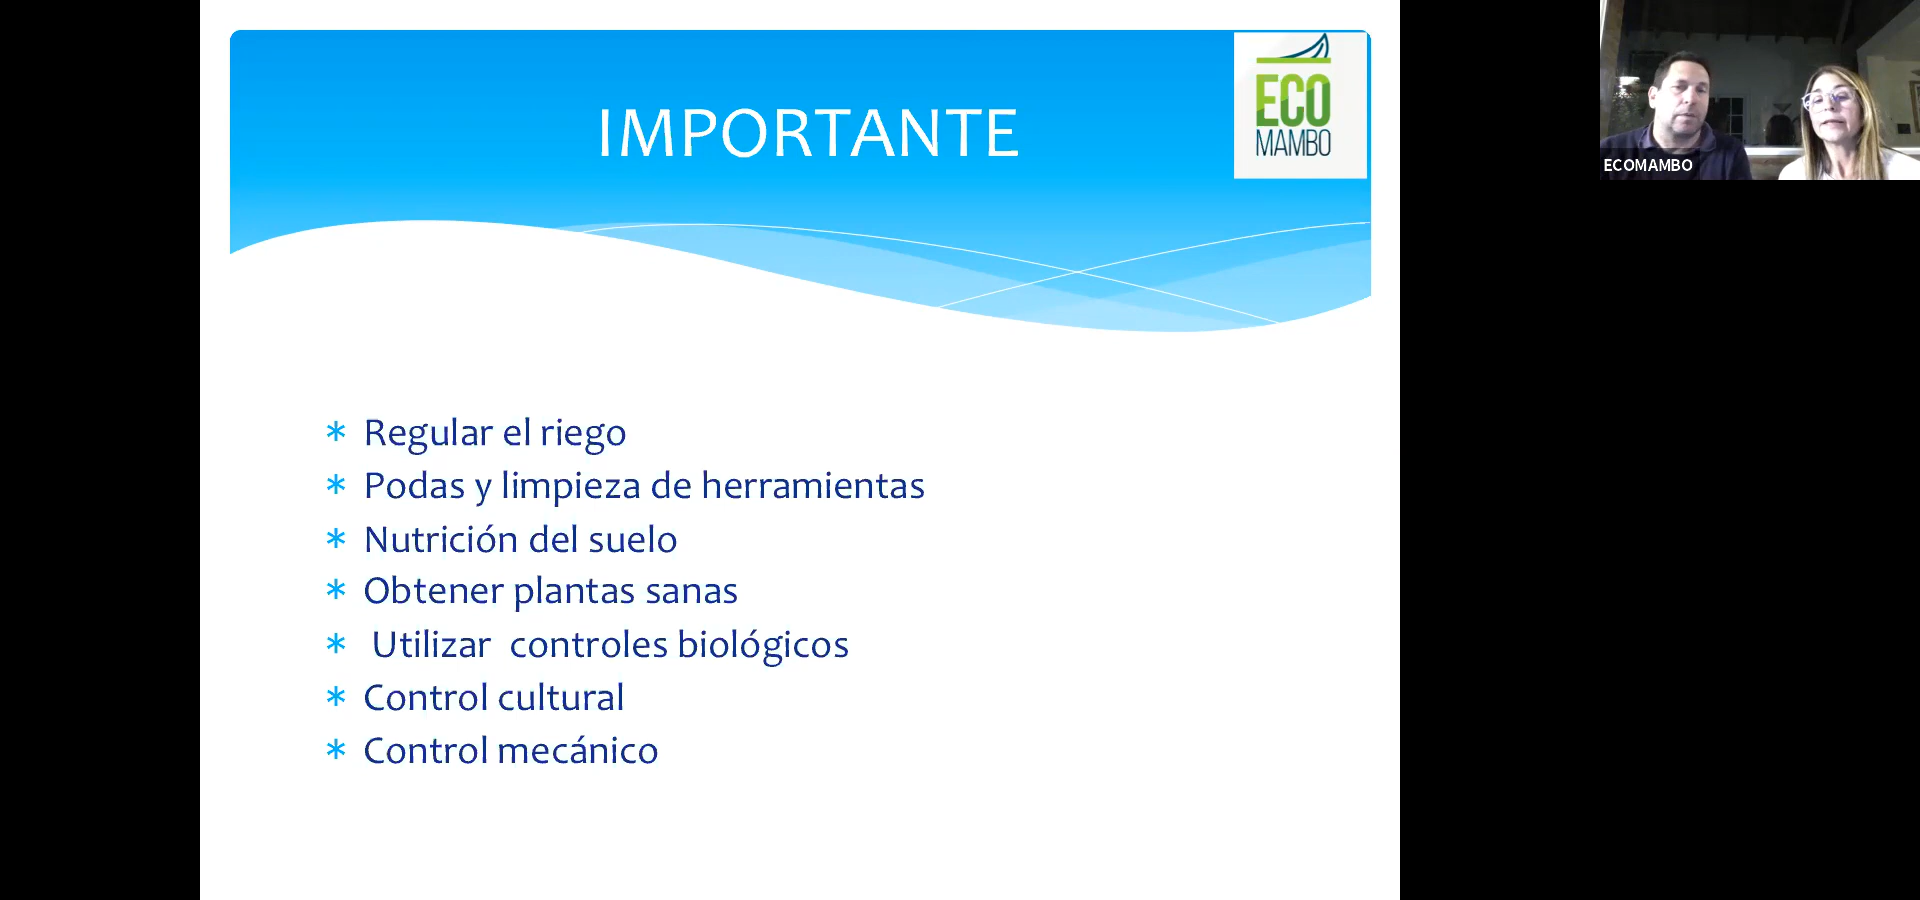 IMPORTANTE
ECO
MAMBO
ECOMAMBO
* Regular el riego
* Podas y limpieza de herramientas
* Nutrición del suelo
* Obtener plantas sanas
* Utilizar controles biológicos
* Control cultural
* Control mecánico